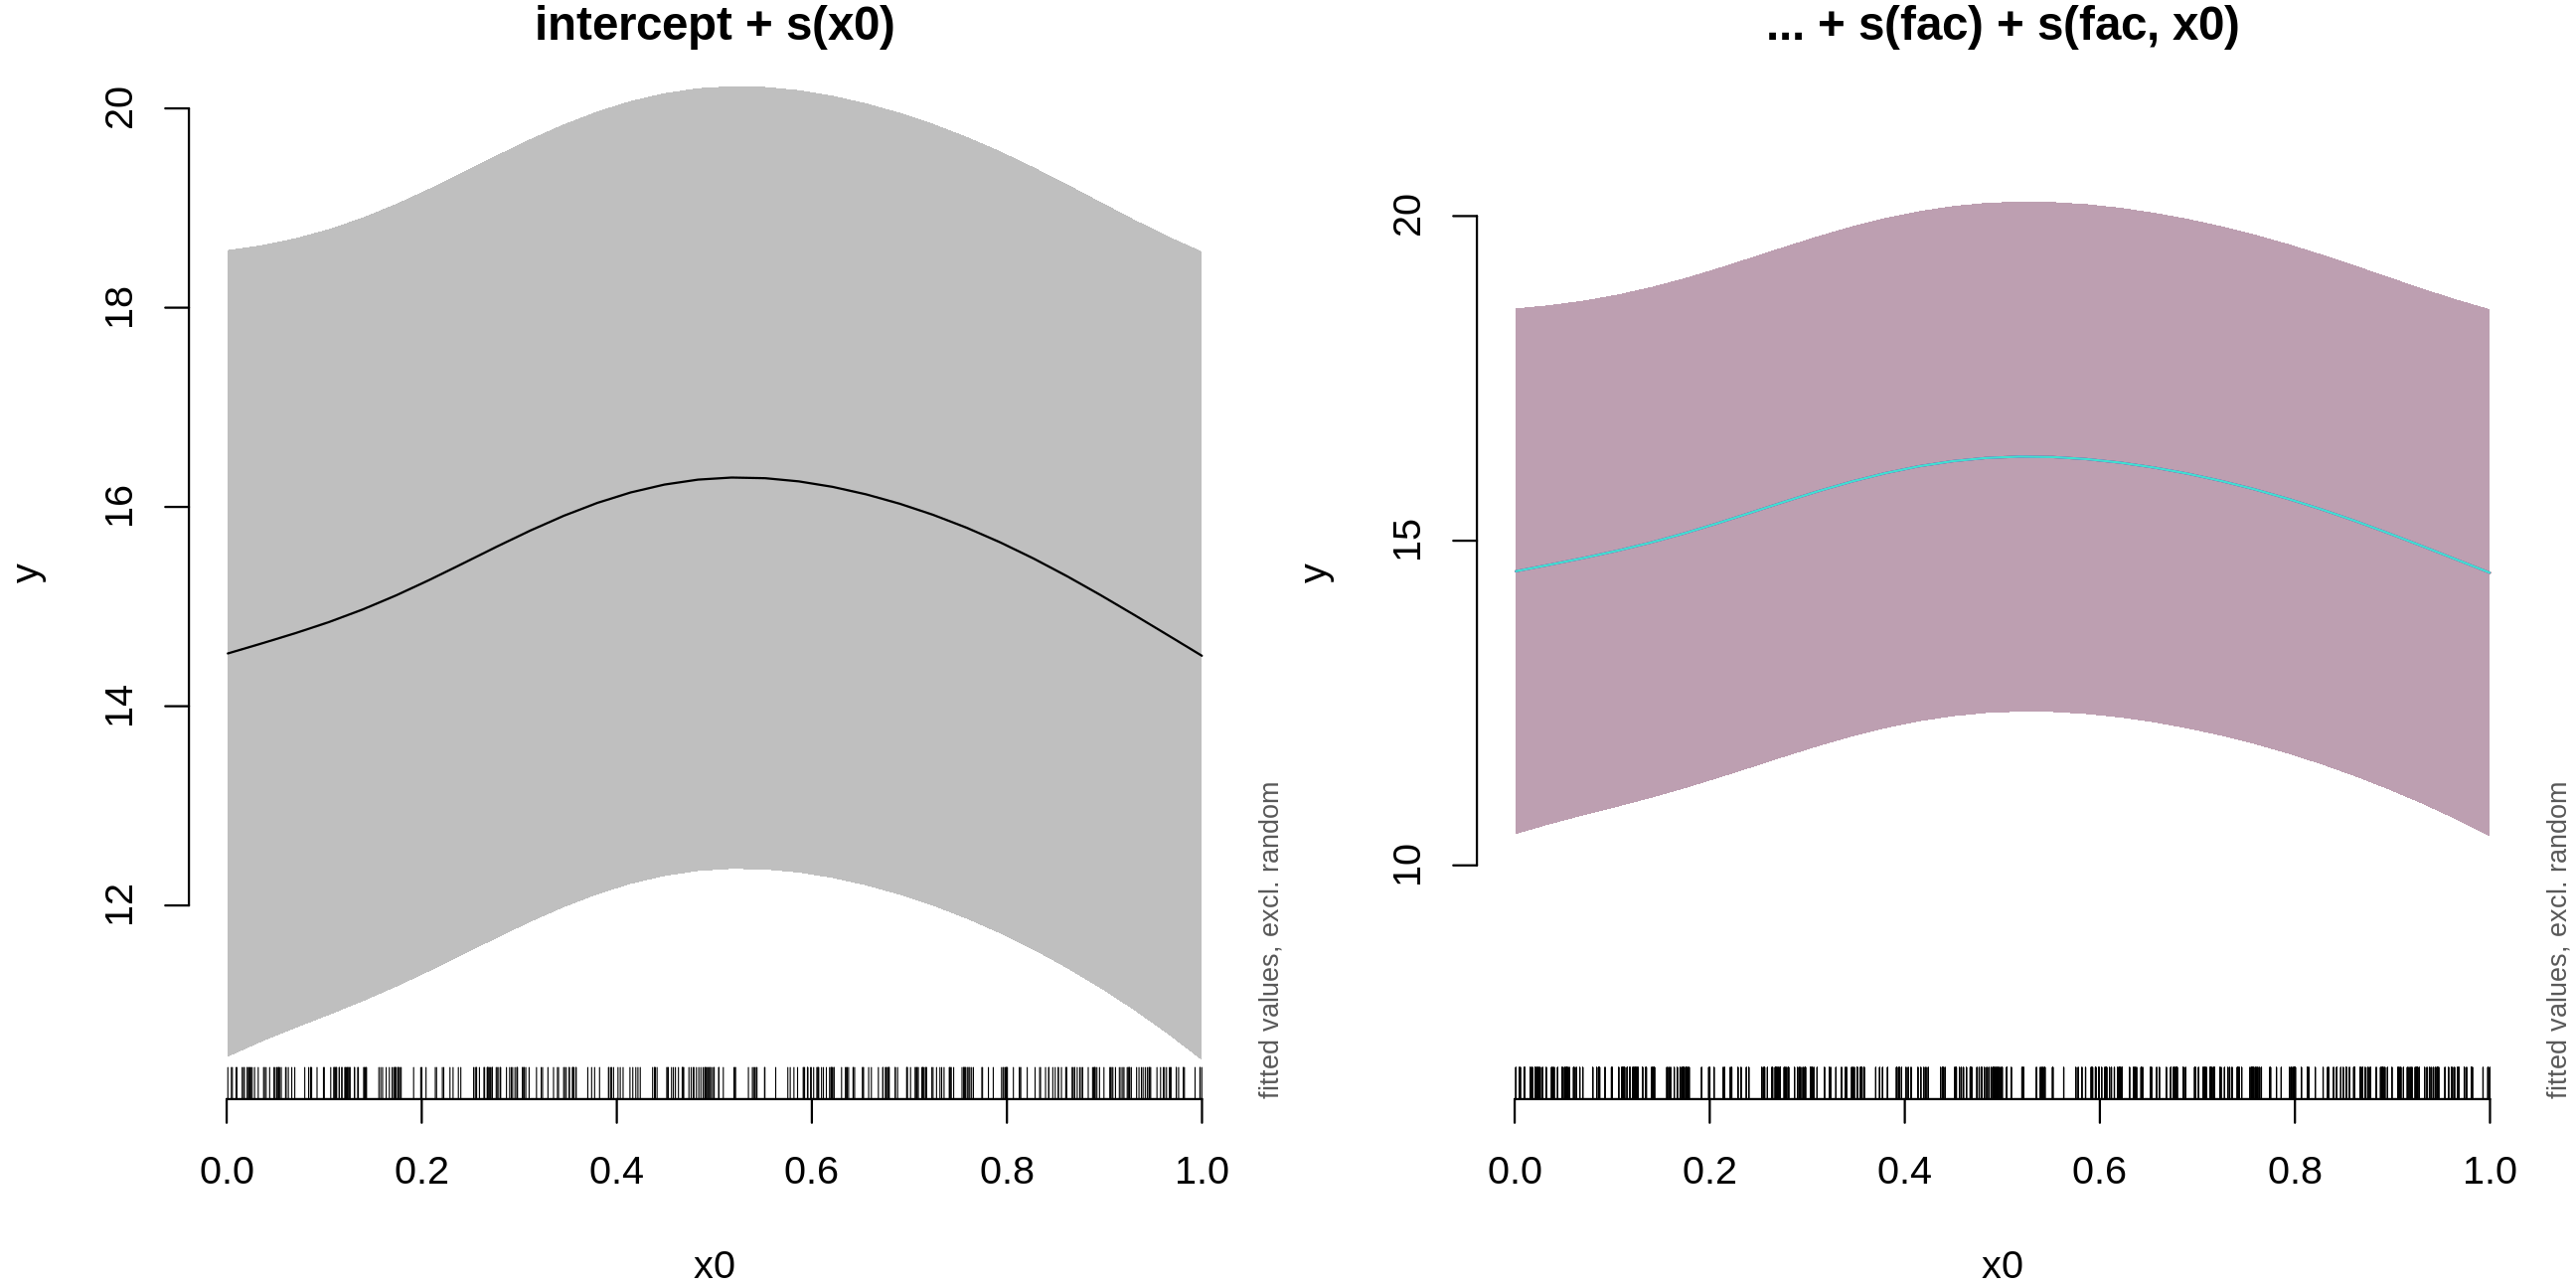 intercept + s(x0)
20
18
16
14
12
y
0.0 0.2 0.4 0.6 0.8 1.0
x0
fitted values, excl. random
... + s(fac) + s(fac, x0)
20
15
10
y
0.0 0.2 0.4 0.6 0.8 1.0
x0
fitted values, excl. random